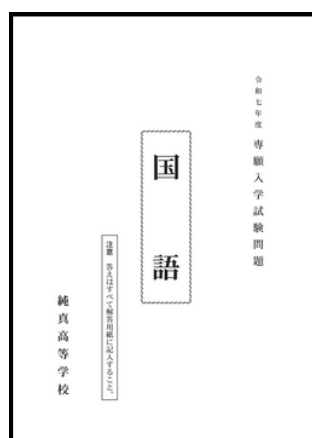 令和七年度 専願入学試験問題
国語
注意 答えはすべて解答用紙に記入すること。
純真高等学校